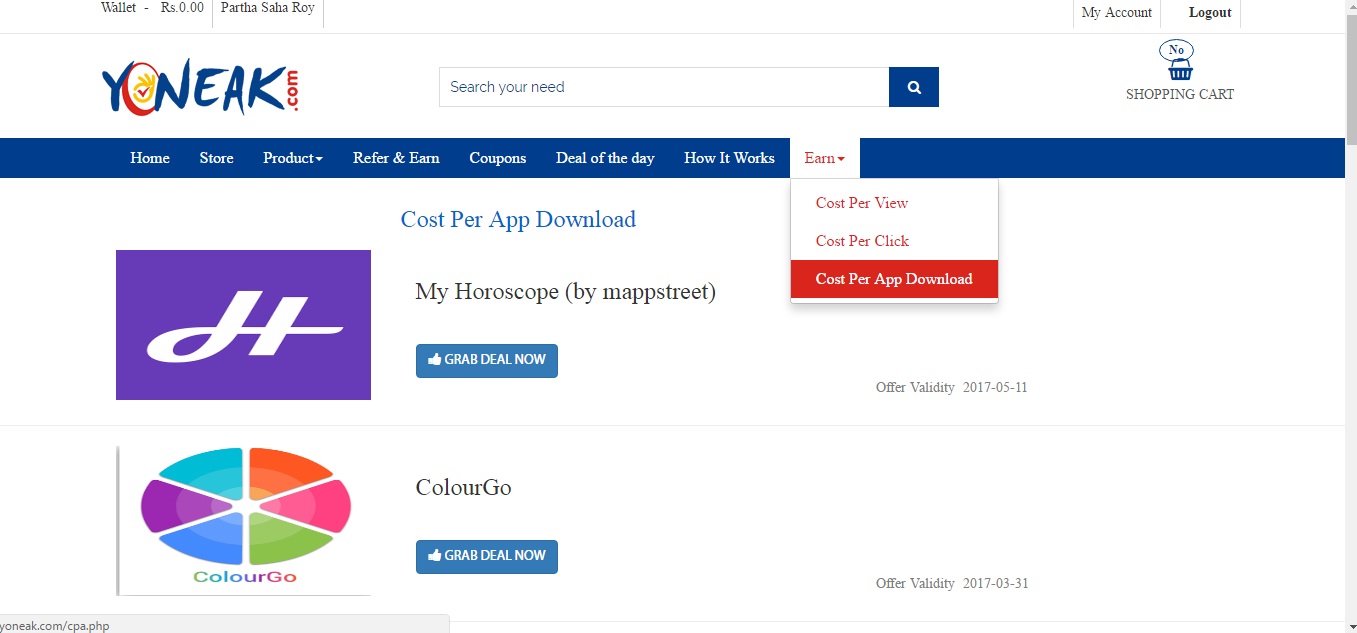 Wallet - Rs.0.00 Partha Saha Roy My Account Logout
YONEAK.com
Search your need
No
SHOPPING CART
Home Store Product Refer & Earn Coupons Deal of the day How It Works Earn
Cost Per View
Cost Per Click
Cost Per App Download
Cost Per App Download
H
My Horoscope (by mappstreet)
GRAB DEAL NOW
Offer Validity 2017-05-11
ColourGo
ColourGo
GRAB DEAL NOW
Offer Validity 2017-03-31
yoneak.com/cpa.php